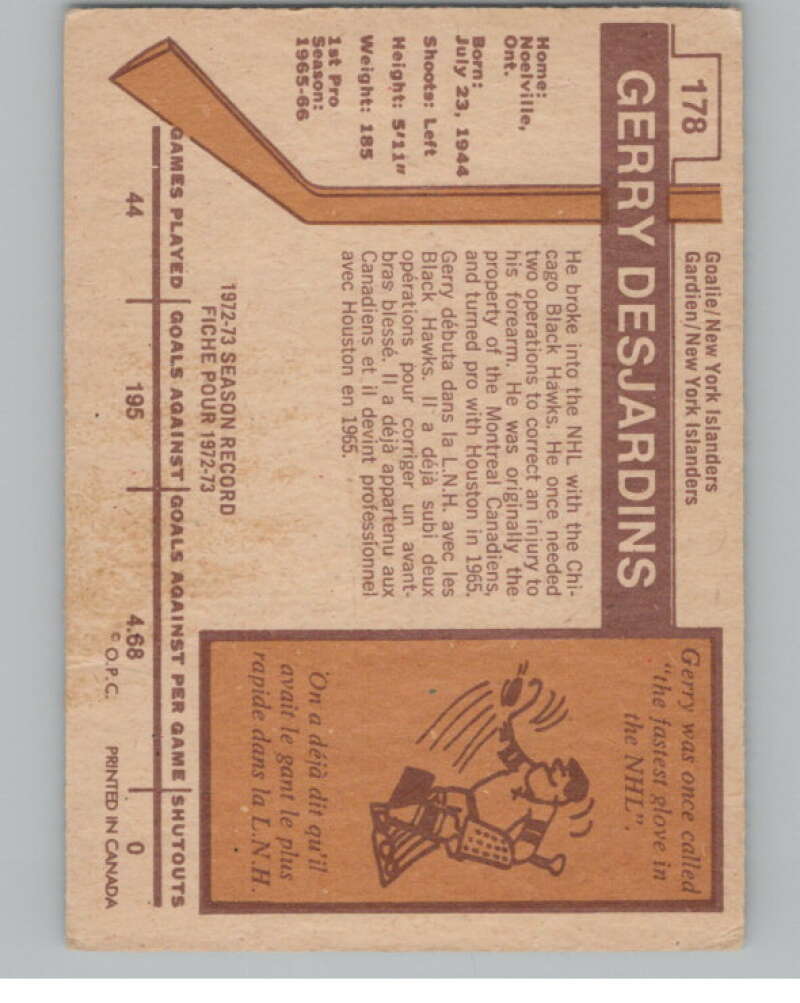 178
Goalie/New York Islanders
Gardien/New York Islanders
GERRY DESJARDINS
Home:
Noelville,
Ont.
Born:
July 23, 1944
Shoots: Left
Height: 5'11"
Weight: 185
1st Pro
Season:
1965-66
He broke into the NHL with the Chi-
cago Black Hawks. He once needed
two operations to correct an injury to
his forearm. He was originally the
property of the Montreal Canadiens,
and turned pro with Houston in 1965.
Gerry débuta dans la L.N.H. avec les
Black Hawks. Il a déjà subi deux
opérations pour corriger un avant-
bras blessé. Il a déjà appartenu aux
Canadiens et il devint professionnel
avec Houston en 1965.
Gerry was once called
"the fastest glove in
the NHL".
On a déjà dit qu'il
avait le gant le plus
rapide dans la L.N.H.
1972-73 SEASON RECORD
FICHE POUR 1972-73
GAMES PLAYED GOALS AGAINST GOALS AGAINST PER GAME SHUTOUTS
44 195 4.68 0
© O.P.C. PRINTED IN CANADA